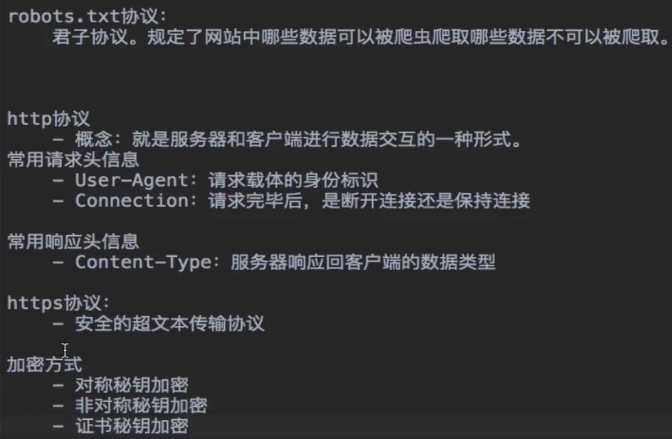 robots.txt协议：
君子协议。规定了网站中哪些数据可以被爬虫爬取哪些数据不可以被爬取。
http协议
- 概念：就是服务器和客户端进行数据交互的一种形式。
常用请求头信息
- User-Agent：请求载体的身份标识
- Connection：请求完毕后，是断开连接还是保持连接
常用响应头信息
- Content-Type：服务器响应回客户端的数据类型
https协议：
- 安全的超文本传输协议
加密方式
- 对称秘钥加密
- 非对称秘钥加密
- 证书秘钥加密